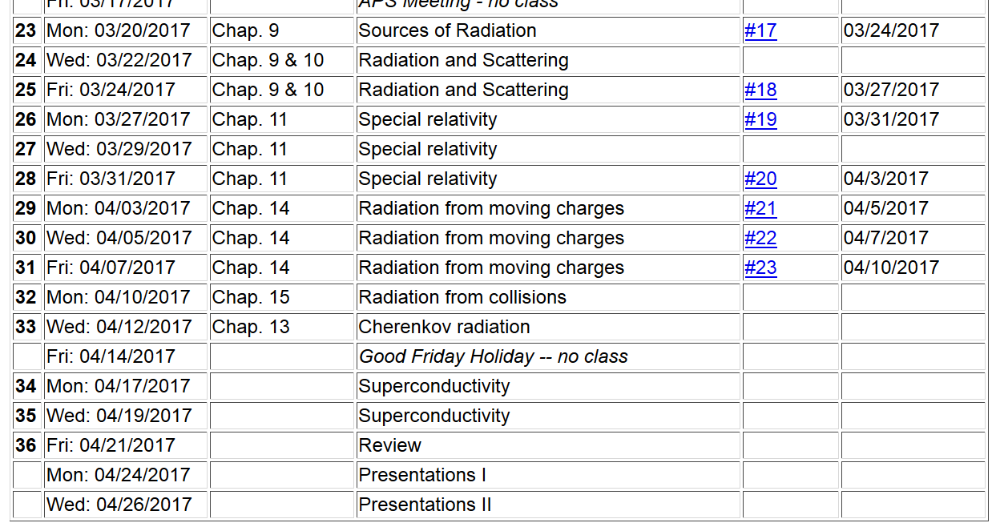 Fri: 03/17/2017 APS Meeting - no class
23 Mon: 03/20/2017 Chap. 9 Sources of Radiation #17 03/24/2017
24 Wed: 03/22/2017 Chap. 9 & 10 Radiation and Scattering
25 Fri: 03/24/2017 Chap. 9 & 10 Radiation and Scattering #18 03/27/2017
26 Mon: 03/27/2017 Chap. 11 Special relativity #19 03/31/2017
27 Wed: 03/29/2017 Chap. 11 Special relativity
28 Fri: 03/31/2017 Chap. 11 Special relativity #20 04/3/2017
29 Mon: 04/03/2017 Chap. 14 Radiation from moving charges #21 04/5/2017
30 Wed: 04/05/2017 Chap. 14 Radiation from moving charges #22 04/7/2017
31 Fri: 04/07/2017 Chap. 14 Radiation from moving charges #23 04/10/2017
32 Mon: 04/10/2017 Chap. 15 Radiation from collisions
33 Wed: 04/12/2017 Chap. 13 Cherenkov radiation
Fri: 04/14/2017 Good Friday Holiday -- no class
34 Mon: 04/17/2017 Superconductivity
35 Wed: 04/19/2017 Superconductivity
36 Fri: 04/21/2017 Review
Mon: 04/24/2017 Presentations I
Wed: 04/26/2017 Presentations II